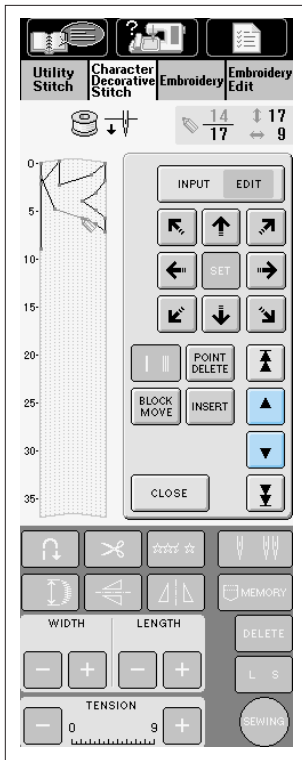 ?
Utility
Stitch
Character
Decorative
Stitch
Embroidery
Embroidery
Edit
14
17
17
9
0
5
10
15
20
25
30
35
INPUT
EDIT
SET
POINT
DELETE
BLOCK
MOVE
INSERT
CLOSE
MEMORY
WIDTH
LENGTH
DELETE
L S
TENSION
0 9
SEWING